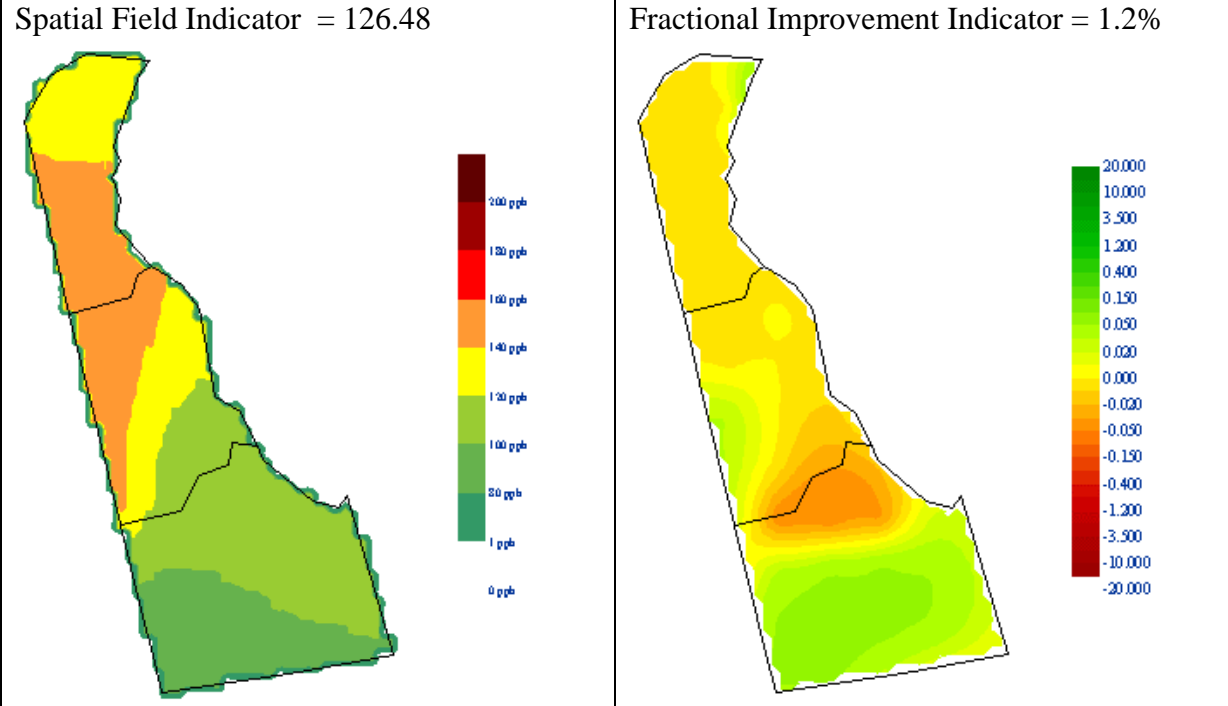 Spatial Field Indicator = 126.48
200 ppb
180 ppb
160 ppb
140 ppb
120 ppb
100 ppb
80 ppb
1 ppb
0 ppb
Fractional Improvement Indicator = 1.2%
20.000
10.000
3.500
1.200
0.400
0.150
0.050
0.020
0.000
-0.020
-0.050
-0.150
-0.400
-1.200
-3.500
-10.000
-20.000